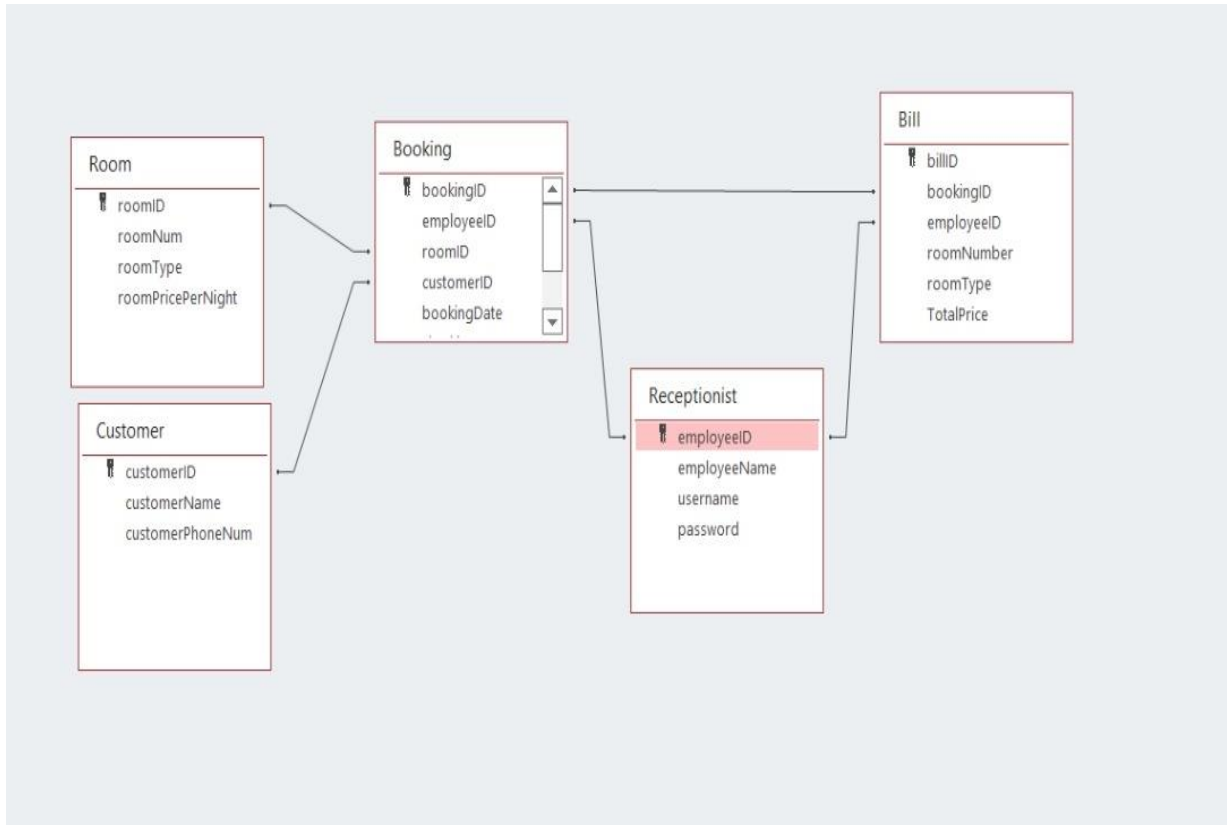 Room
roomID
roomNum
roomType
roomPricePerNight
Customer
customerID
customerName
customerPhoneNum
Booking
bookingID
employeeID
roomID
customerID
bookingDate
Receptionist
employeeID
employeeName
username
password
Bill
billID
bookingID
employeeID
roomNumber
roomType
TotalPrice